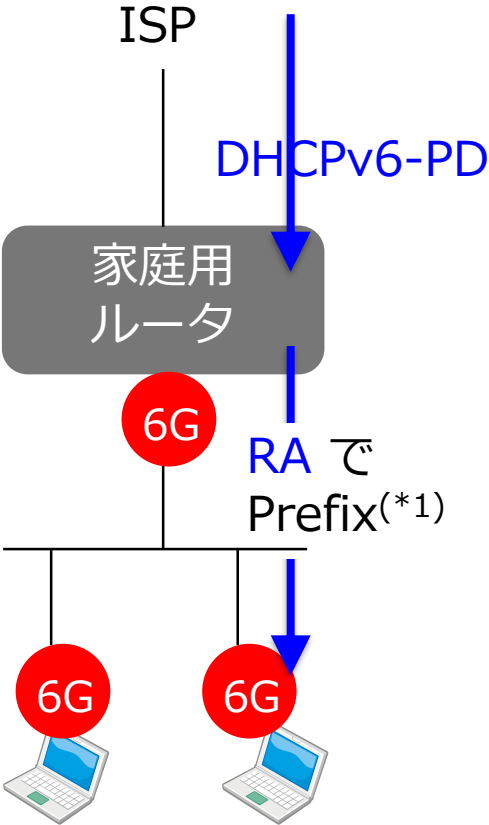 ISP
DHCPv6-PD
家庭用
ルータ
6G
RA で
Prefix(*1)
6G
6G